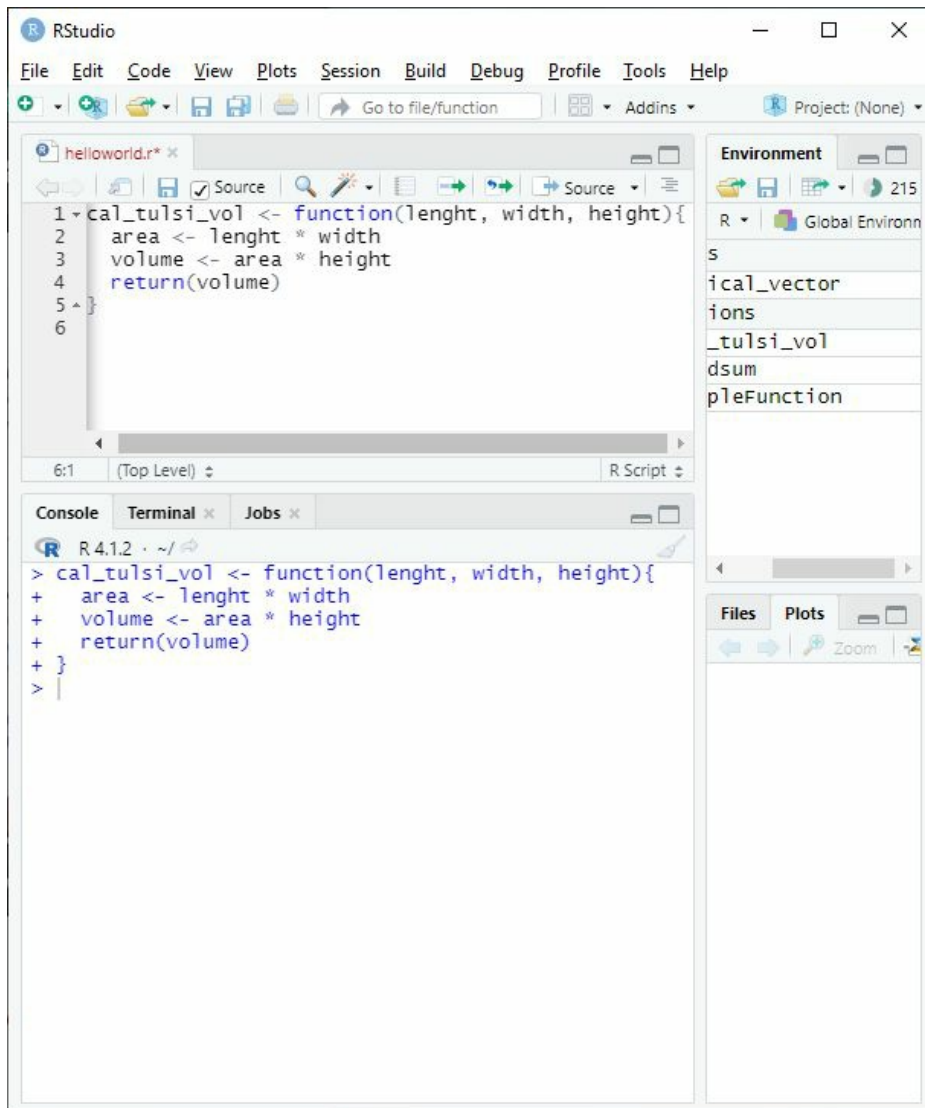 RStudio
File Edit Code View Plots Session Build Debug Profile Tools Help
Go to file/function Addins Project: (None)
helloworld.r*
Source Source
1 cal_tulsi_vol <- function(lenght, width, height){
2 area <- lenght * width
3 volume <- area * height
4 return(volume)
5 }
6
6:1 (Top Level) R Script
Console Terminal Jobs
R 4.1.2 · ~/
> cal_tulsi_vol <- function(lenght, width, height){
+ area <- lenght * width
+ volume <- area * height
+ return(volume)
+ }
>
Environment
215
R Global Environn
s
ical_vector
ions
_tulsi_vol
dsum
pleFunction
Files Plots
Zoom